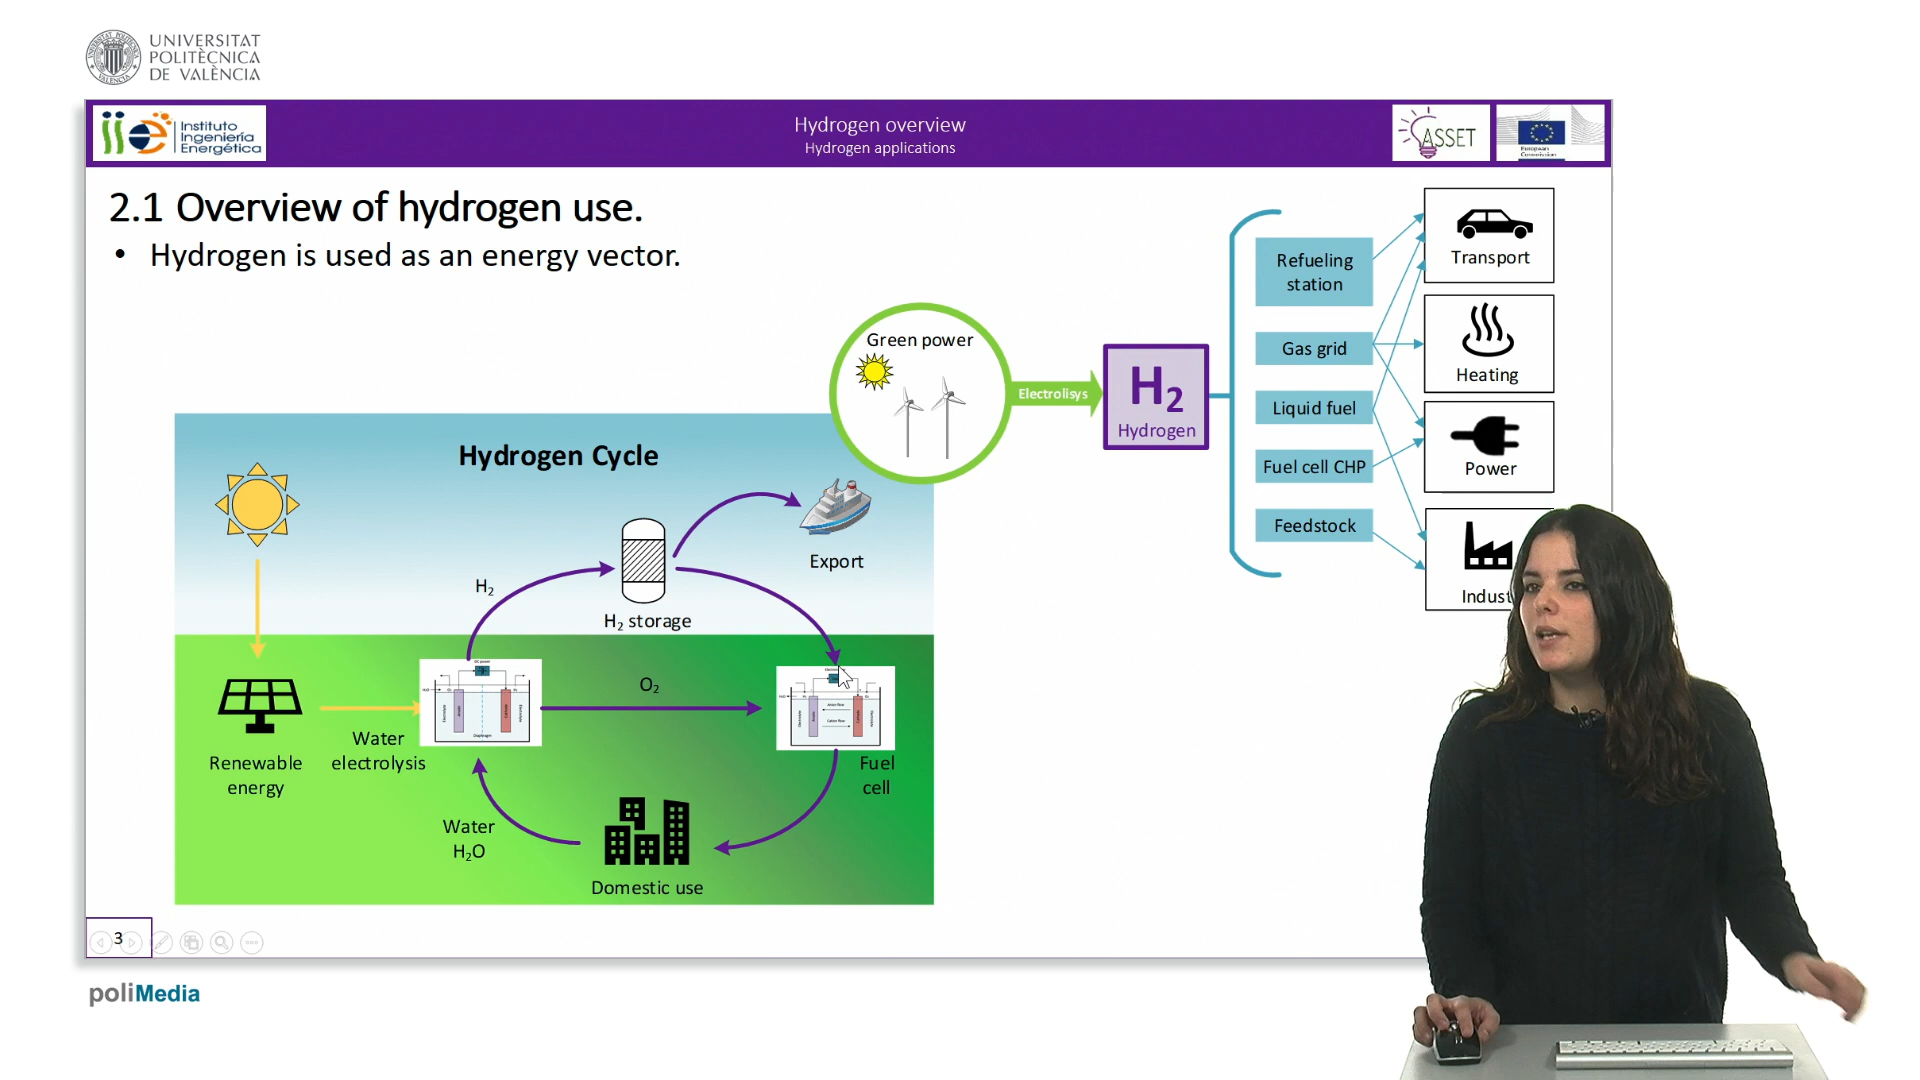 UNIVERSITAT
POLITÈCNICA
DE VALÈNCIA
Instituto
Ingeniería
Energética
Hydrogen overview
Hydrogen applications
ASSET
European
Commission
2.1 Overview of hydrogen use.
• Hydrogen is used as an energy vector.
Green power
Electrolisys
H2
Hydrogen
Refueling
station
Gas grid
Liquid fuel
Fuel cell CHP
Feedstock
Transport
Heating
Power
Indust
Hydrogen Cycle
Export
H2
H2 storage
O2
Renewable
energy
Water
electrolysis
Fuel
cell
Water
H2O
Domestic use
3
poliMedia